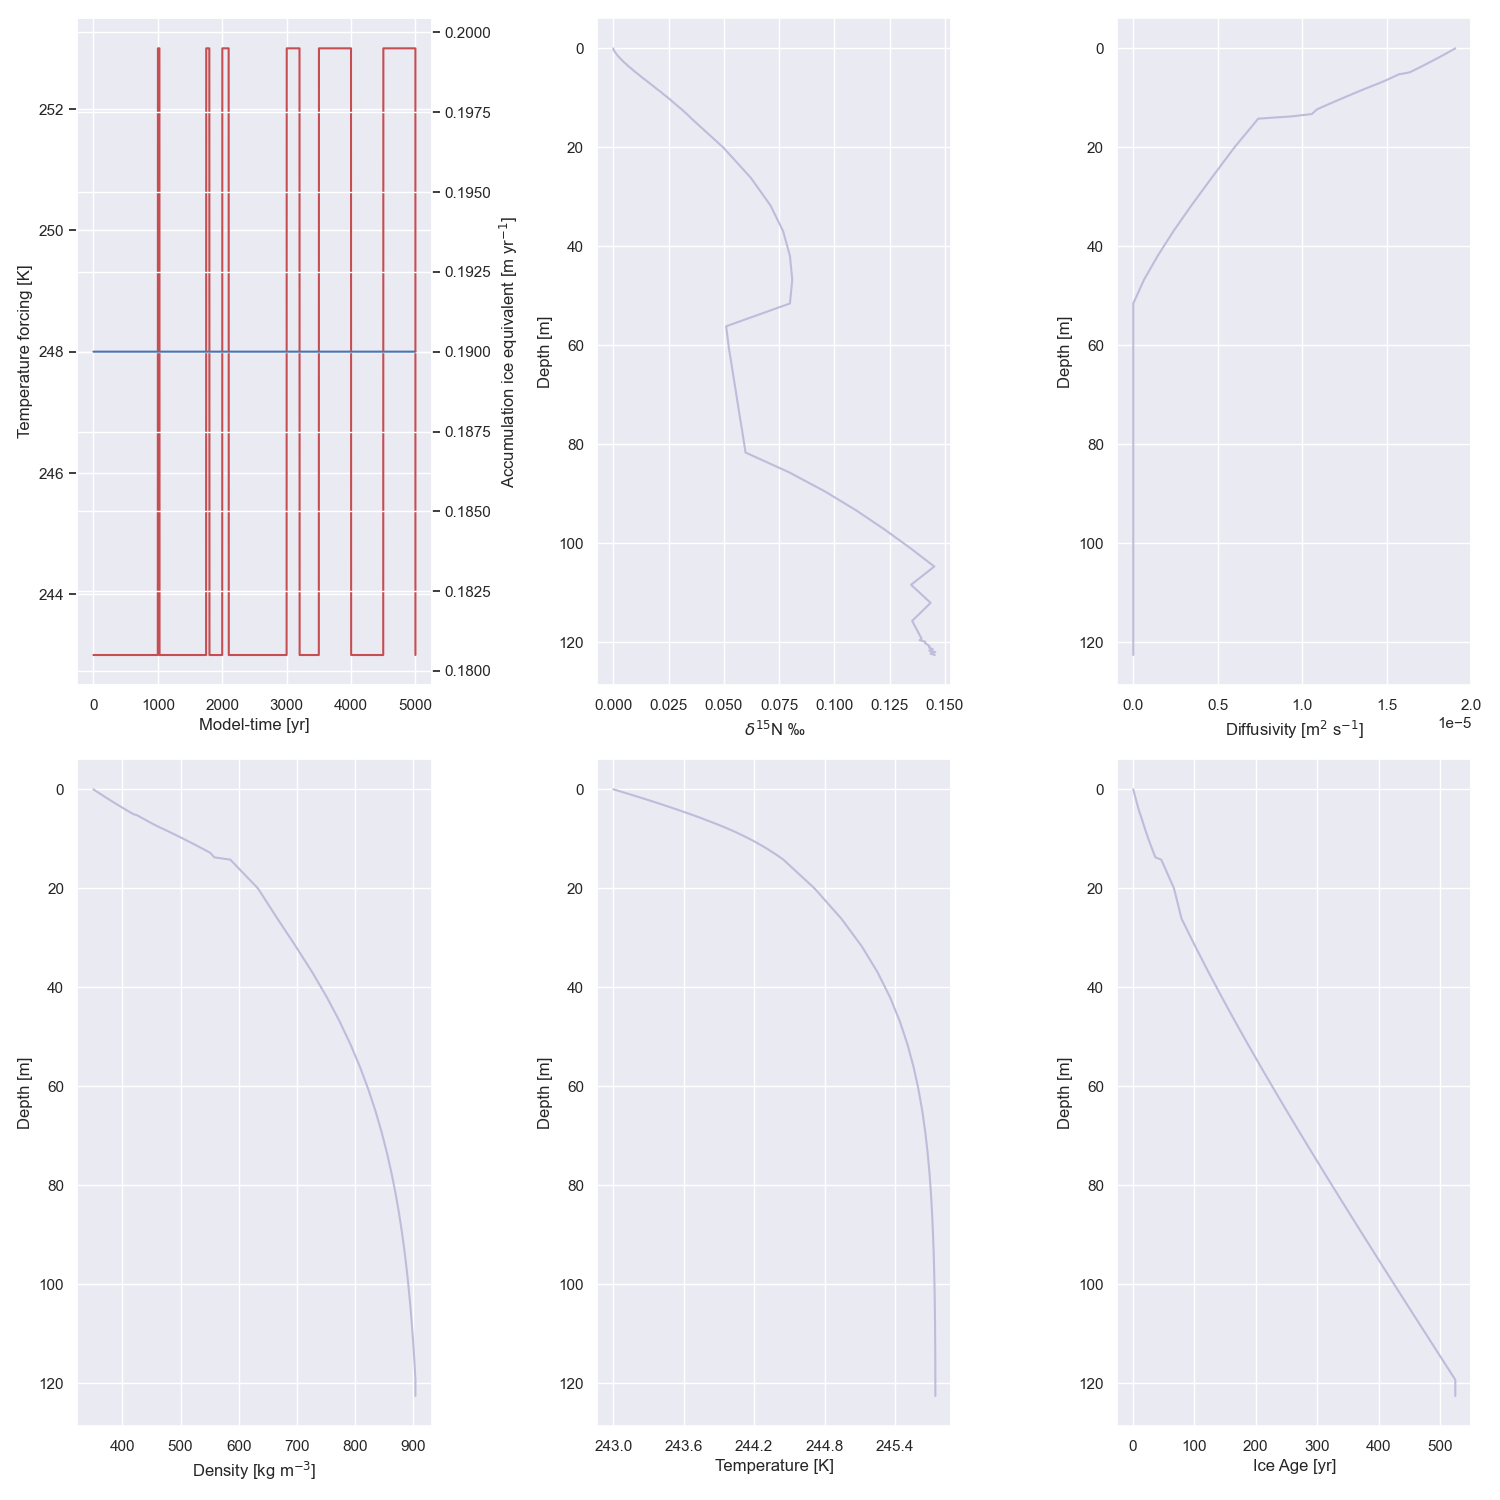 Temperature forcing [K]
252
250
248
246
244
0 1000 2000 3000 4000 5000
Model-time [yr]
0.2000
0.1975
0.1950
0.1925
0.1900
0.1875
0.1850
0.1825
0.1800
Accumulation ice equivalent [m yr⁻¹]
Depth [m]
0
20
40
60
80
100
120
0.000 0.025 0.050 0.075 0.100 0.125 0.150
δ¹⁵N ‰
Depth [m]
0
20
40
60
80
100
120
0.0 0.5 1.0 1.5 2.0
1e−5
Diffusivity [m² s⁻¹]
Depth [m]
0
20
40
60
80
100
120
400 500 600 700 800 900
Density [kg m⁻³]
Depth [m]
0
20
40
60
80
100
120
243.0 243.6 244.2 244.8 245.4
Temperature [K]
Depth [m]
0
20
40
60
80
100
120
0 100 200 300 400 500
Ice Age [yr]